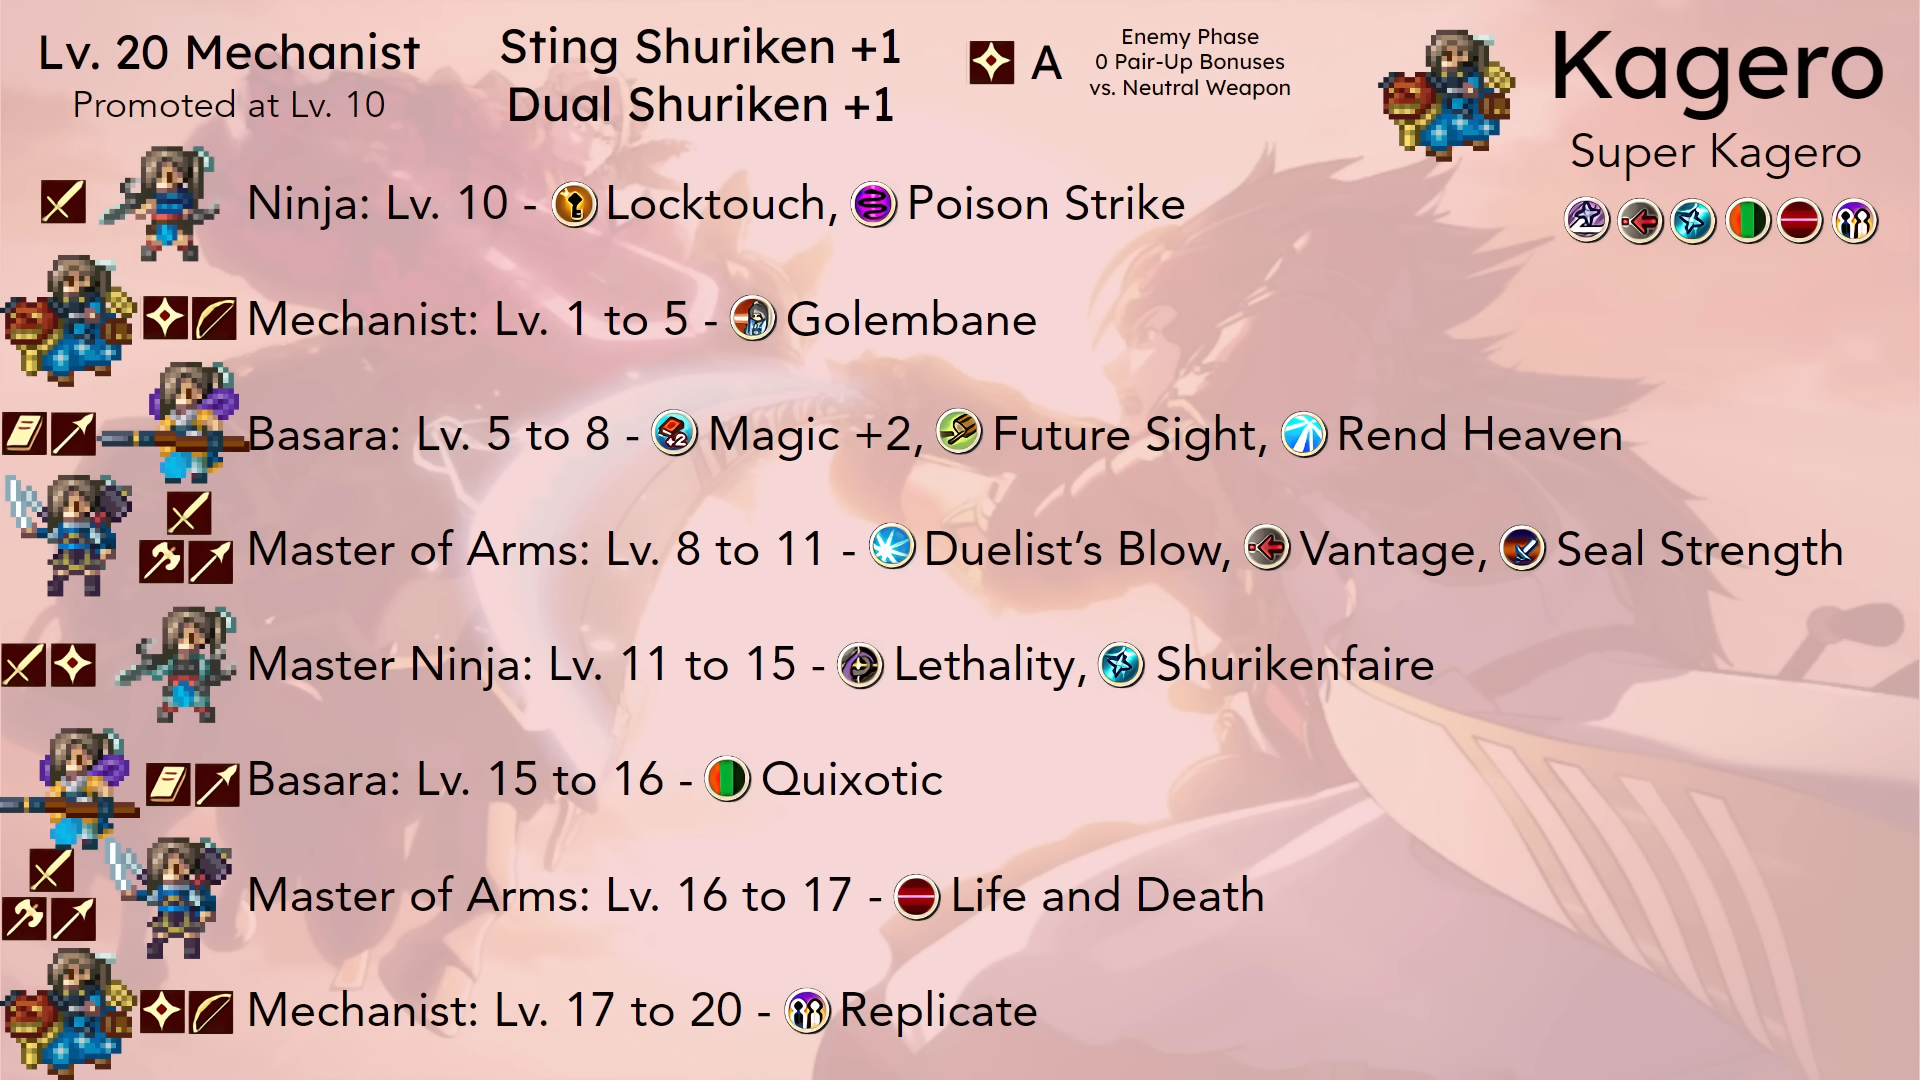 Lv. 20 Mechanist
Promoted at Lv. 10
Sting Shuriken +1
Dual Shuriken +1
A
Enemy Phase
0 Pair-Up Bonuses
vs. Neutral Weapon
Kagero
Super Kagero
Ninja: Lv. 10 - Locktouch, Poison Strike
Mechanist: Lv. 1 to 5 - Golembane
Basara: Lv. 5 to 8 - +2 Magic +2, Future Sight, Rend Heaven
Master of Arms: Lv. 8 to 11 - Duelist’s Blow, Vantage, Seal Strength
Master Ninja: Lv. 11 to 15 - Lethality, Shurikenfaire
Basara: Lv. 15 to 16 - Quixotic
Master of Arms: Lv. 16 to 17 - Life and Death
Mechanist: Lv. 17 to 20 - Replicate